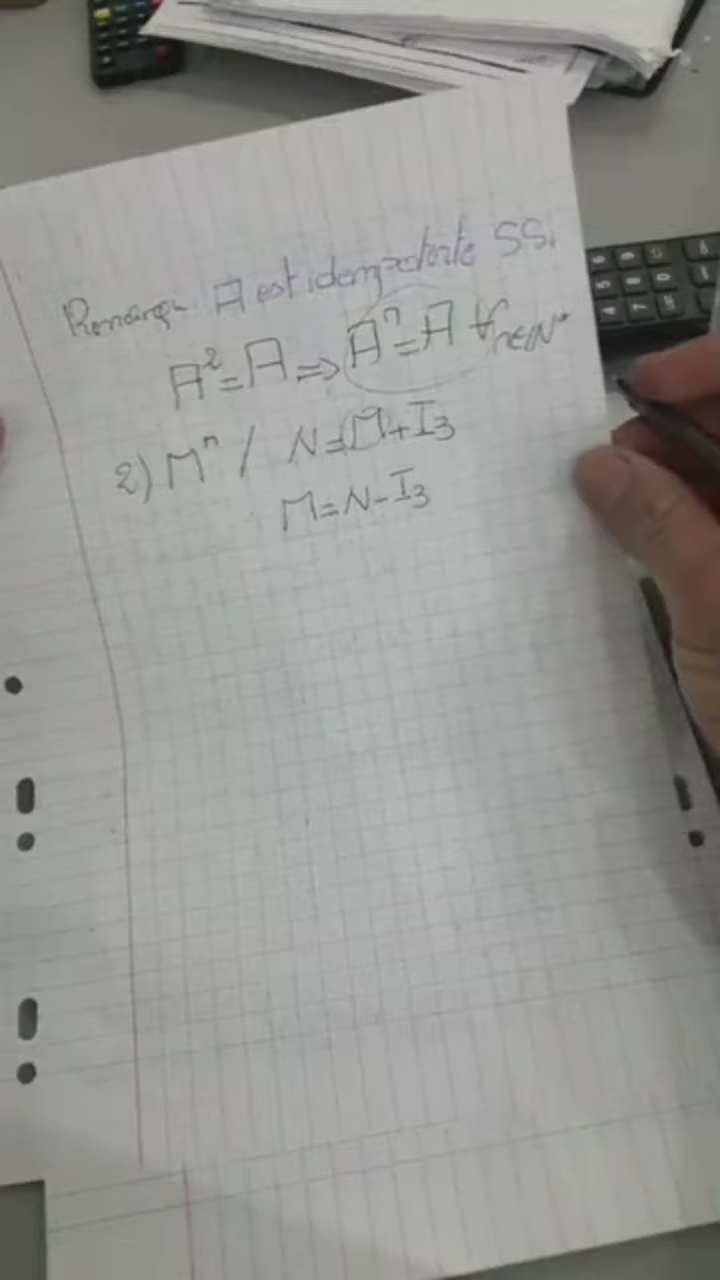 Remarque. A est idempotente SSi
A² = A ⇒ Aⁿ = A ∀n∈ℕ*
2) Mⁿ / N = M + I₃
M = N - I₃